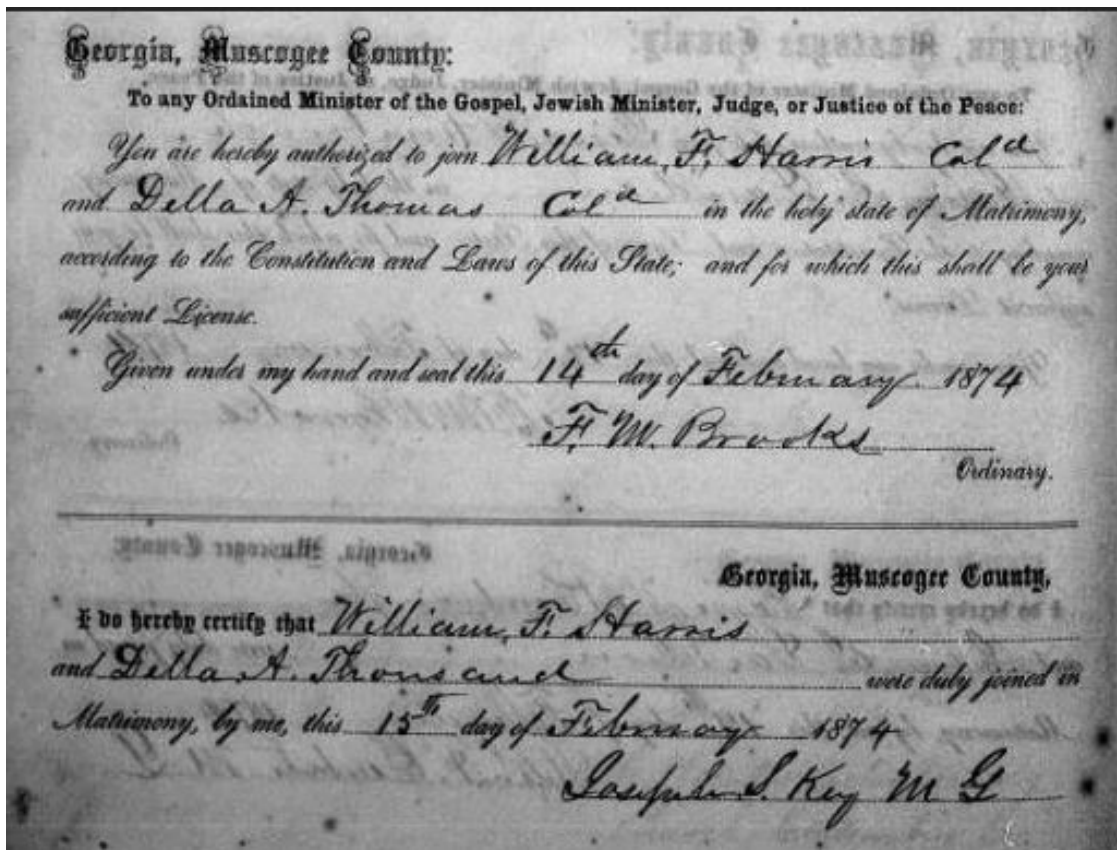 Georgia, Muscogee County:
To any Ordained Minister of the Gospel, Jewish Minister, Judge, or Justice of the Peace:
You are hereby authorized to join William F. Harris Cold
and Della A. Thomas Cold in the holy state of Matrimony,
according to the Constitution and Laws of this State; and for which this shall be your
sufficient License.
Given under my hand and seal this 14th day of February 1874
F. M. Brooks
Ordinary.
Georgia, Muscogee County,
I do hereby certify that William F. Harris
and Della A. Thousand were duly joined in
Matrimony, by me, this 15th day of February 1874
Joseph S. Key M G